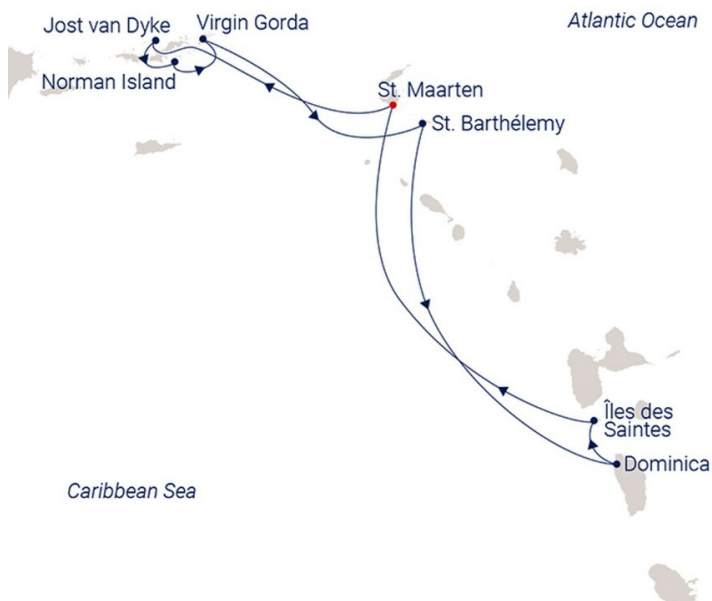 Jost van Dyke
Virgin Gorda
Atlantic Ocean
Norman Island
St. Maarten
St. Barthélemy
Îles des
Saintes
Dominica
Caribbean Sea